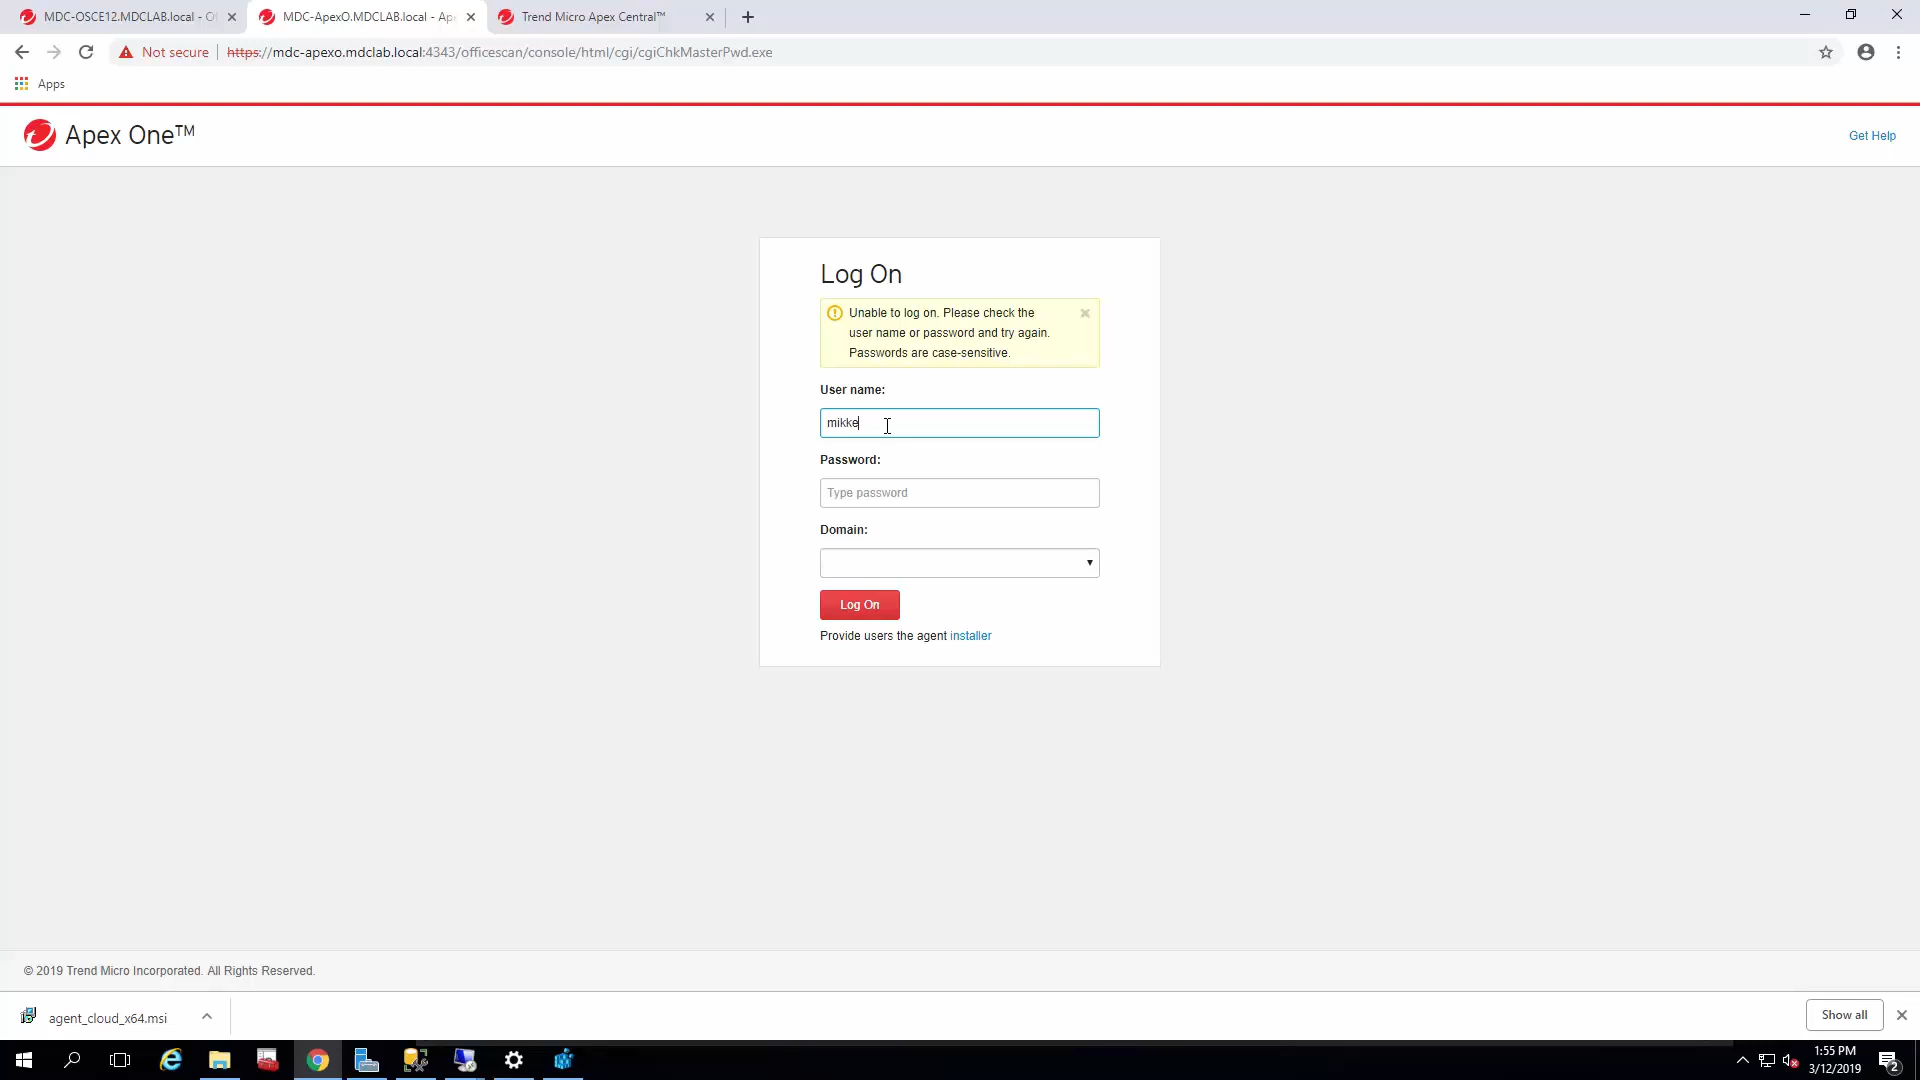 MDC-OSCE12.MDCLAB.local - Of
MDC-ApexO.MDCLAB.local - Ape
Trend Micro Apex Central™
Not secure
https://mdc-apexo.mdclab.local:4343/officescan/console/html/cgi/cgiChkMasterPwd.exe
Apps
Apex One™
Get Help
Log On
Unable to log on. Please check the
user name or password and try again.
Passwords are case-sensitive.
User name:
mikke
Password:
Type password
Domain:
Log On
Provide users the agent installer
© 2019 Trend Micro Incorporated. All Rights Reserved.
agent_cloud_x64.msi
Show all
1:55 PM
3/12/2019
2